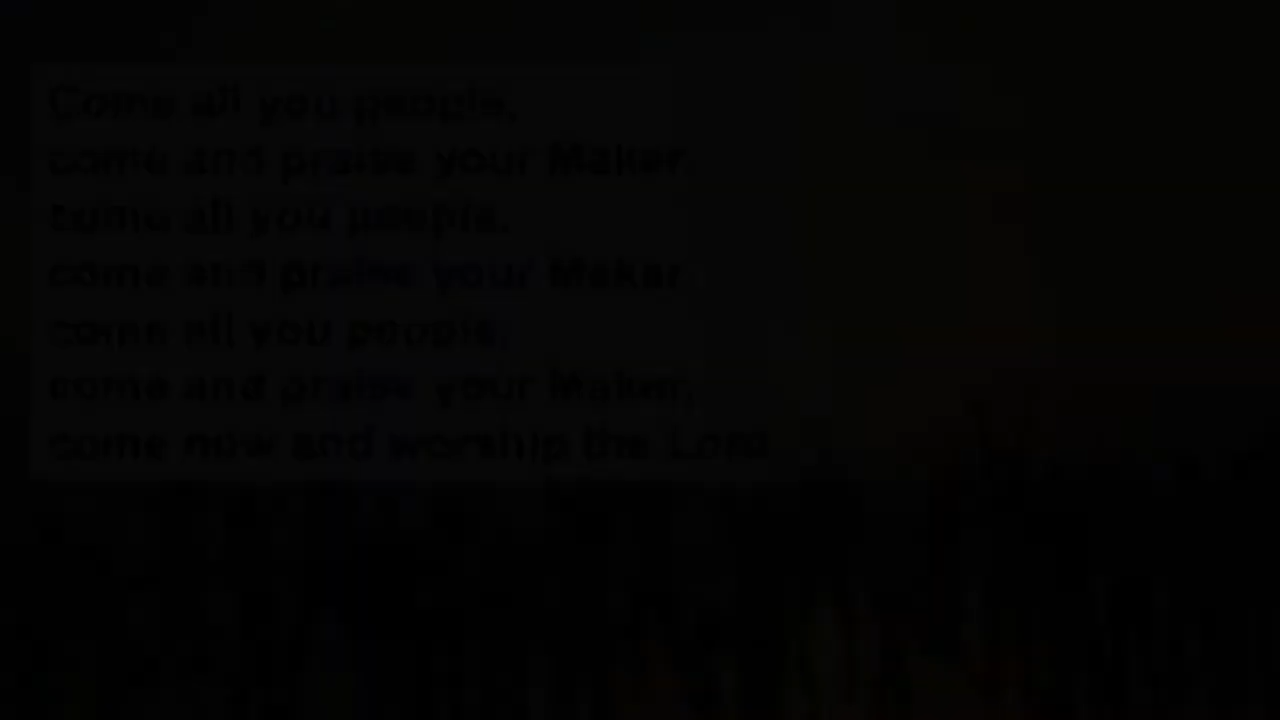 Come all you people,
come and praise your Maker,
come all you people,
come and praise your Maker,
come all you people,
come and praise your Maker,
come now and worship the Lord.